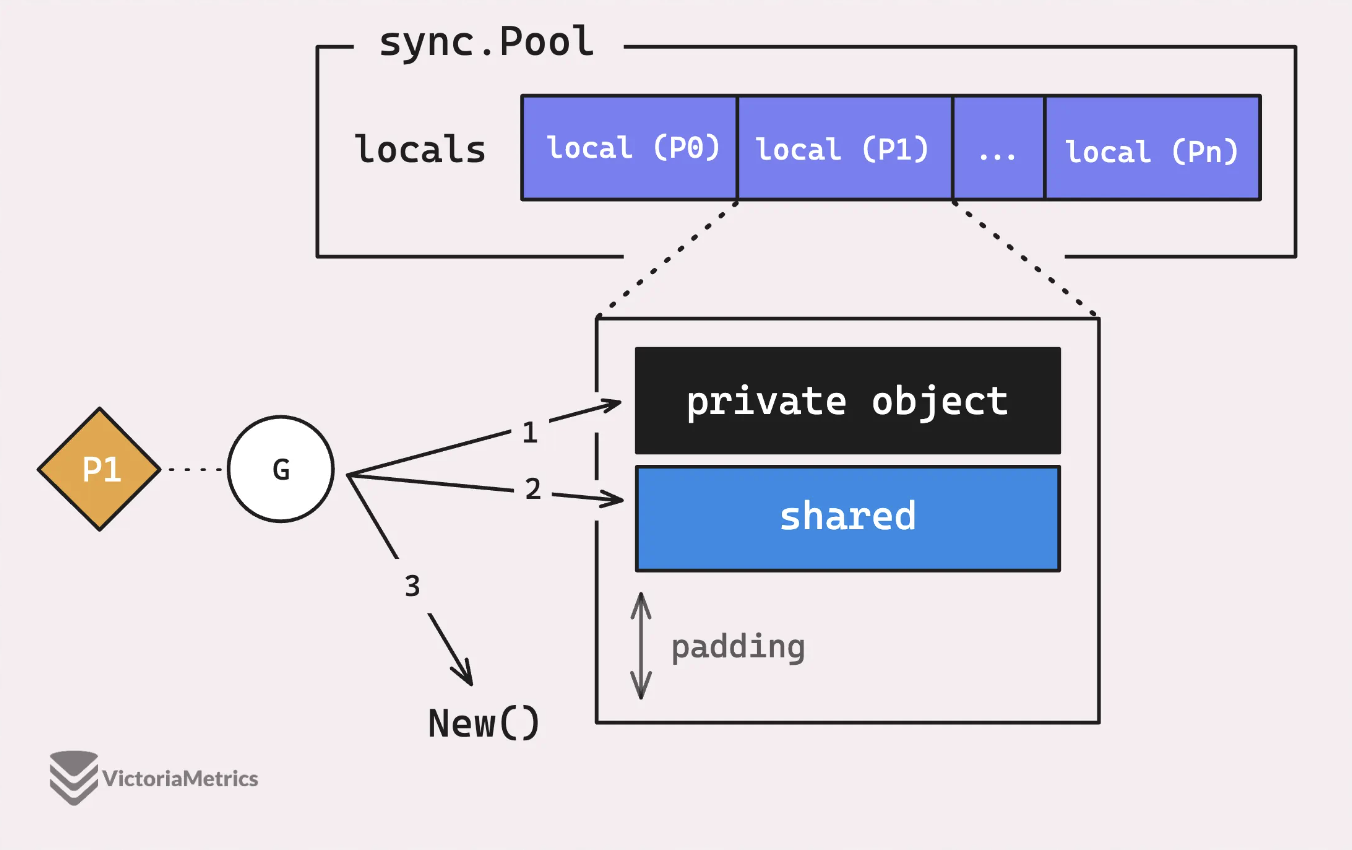 sync.Pool
locals
local (P0)
local (P1)
...
local (Pn)
private object
shared
padding
P1
G
1
2
3
New()
VictoriaMetrics